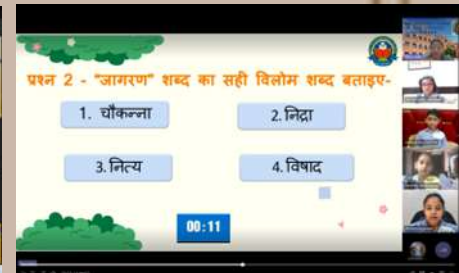 प्रश्न 2 - "जागरण" शब्द का सही विलोम शब्द बताइए-
1. चौकन्ना
2. निद्रा
3. नित्य
4. विषाद
00:11